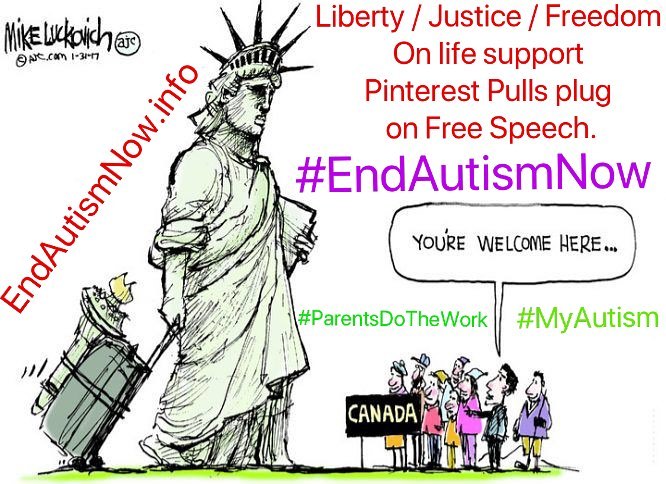 Mike Luckovich
ajc
© AJC.com 1-31-17
Liberty / Justice / Freedom
On life support
Pinterest Pulls plug
on Free Speech.
#EndAutismNow
EndAutismNow.info
YOU'RE WELCOME HERE...
#ParentsDoTheWork
#MyAutism
CANADA